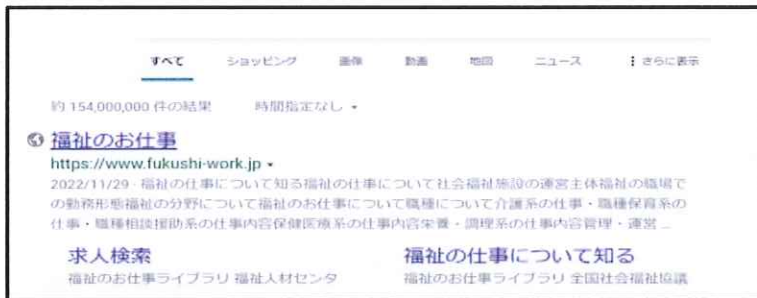 すべて ショッピング 画像 動画 地図 ニュース ⋮ さらに表示
約 154,000,000 件の結果 時間指定なし
福祉のお仕事
https://www.fukushi-work.jp
2022/11/29 · 福祉の仕事について知る福祉の仕事について社会福祉施設の運営主体福祉の職場で
の勤務形態福祉の分野について福祉のお仕事について職種について介護系の仕事・職種保育系の
仕事・職種相談援助系の仕事内容保健医療系の仕事内容栄養・調理系の仕事内容管理・運営 ...
求人検索 福祉の仕事について知る
福祉のお仕事ライブラリ 福祉人材センタ 福祉のお仕事ライブラリ 全国社会福祉協議